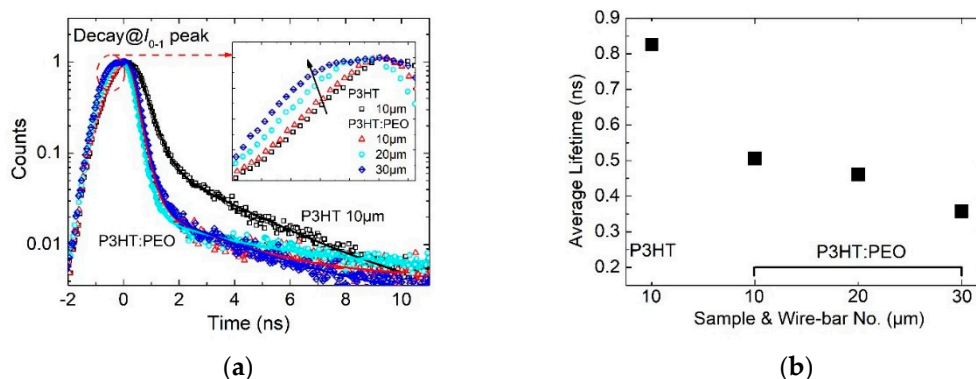 Decay@I0-1 peak
P3HT
10µm
P3HT:PEO
10µm
20µm
30µm
P3HT 10µm
P3HT:PEO
Counts
1
0.1
0.01
-2 0 2 4 6 8 10
Time (ns)
(a)
Average Lifetime (ns)
0.9
0.8
0.7
0.6
0.5
0.4
0.3
0.2
P3HT
P3HT:PEO
10 10 20 30
Sample & Wire-bar No. (µm)
(b)